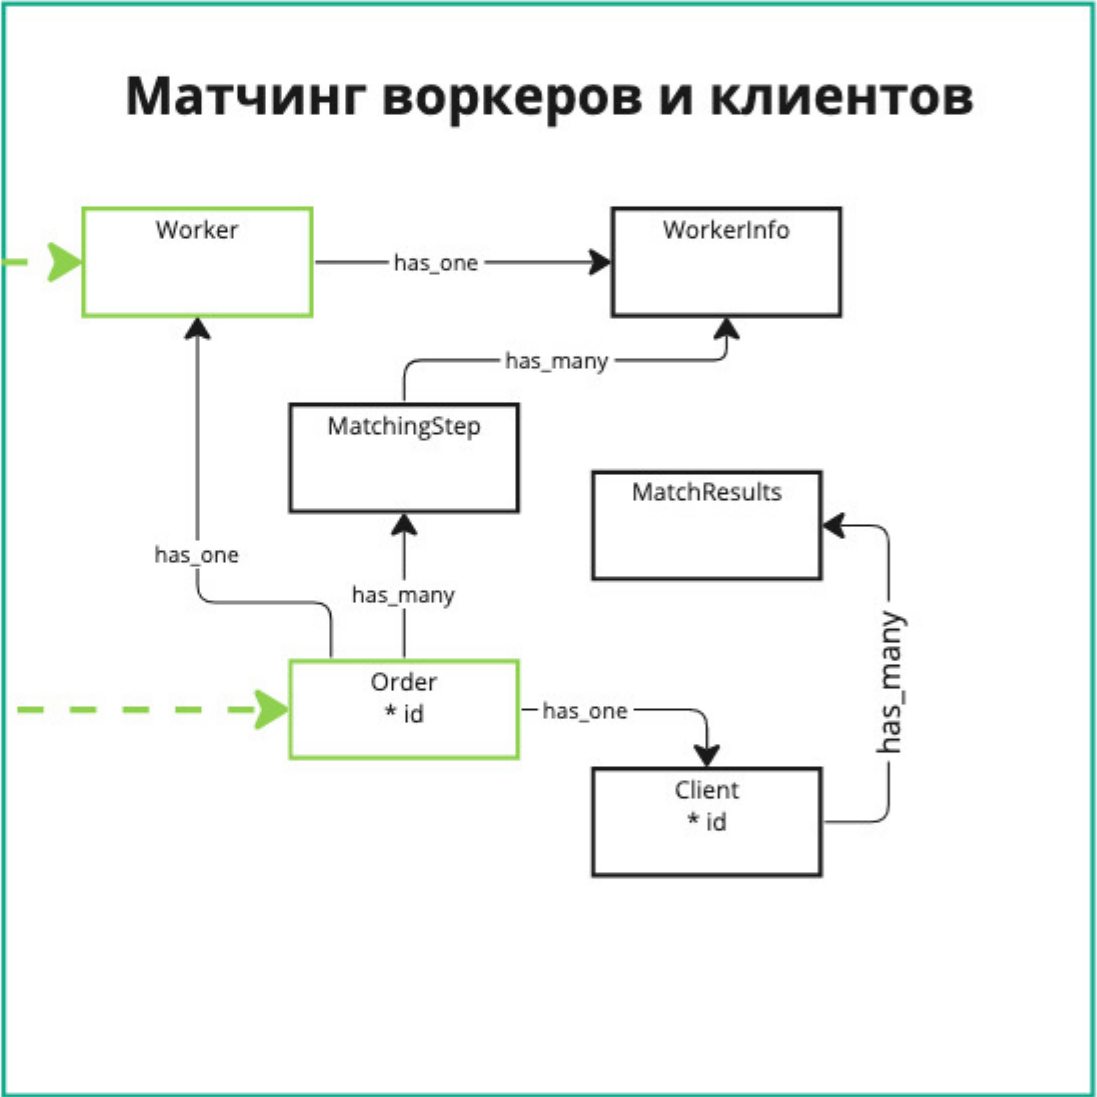 Матчинг воркеров и клиентов
Worker
has_one
WorkerInfo
has_many
MatchingStep
MatchResults
has_one
has_many
has_many
Order
* id
has_one
Client
* id